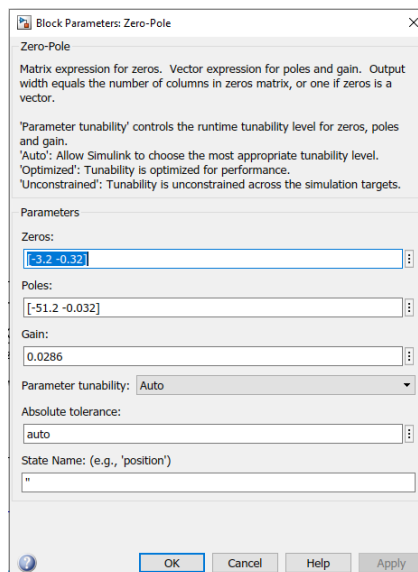 Block Parameters: Zero-Pole
Zero-Pole
Matrix expression for zeros. Vector expression for poles and gain. Output
width equals the number of columns in zeros matrix, or one if zeros is a
vector.
'Parameter tunability' controls the runtime tunability level for zeros, poles
and gain.
'Auto': Allow Simulink to choose the most appropriate tunability level.
'Optimized': Tunability is optimized for performance.
'Unconstrained': Tunability is unconstrained across the simulation targets.
Parameters
Zeros:
[-3.2 -0.32]
Poles:
[-51.2 -0.032]
Gain:
0.0286
Parameter tunability: Auto
Absolute tolerance:
auto
State Name: (e.g., 'position')
''
OK Cancel Help Apply